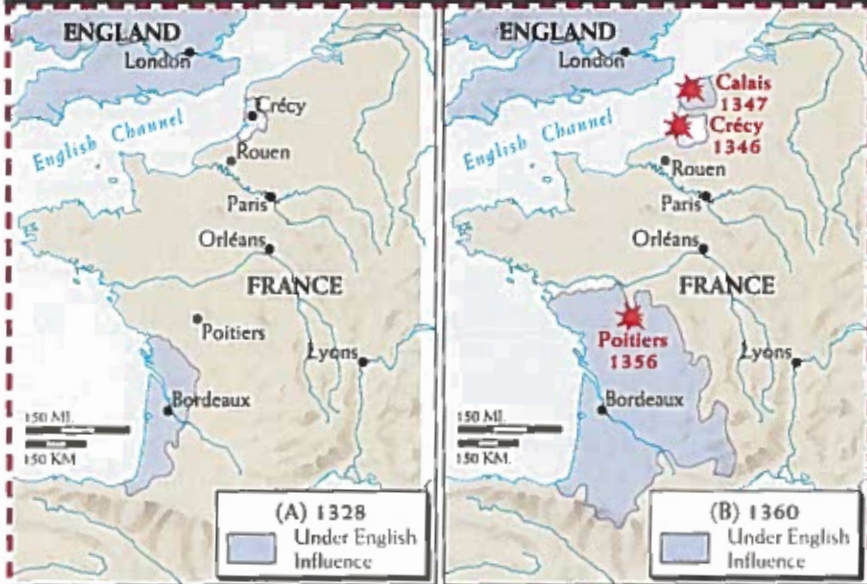 ENGLAND
London
Crécy
English Channel
Rouen
Paris
Orléans
FRANCE
Poitiers
Lyons
Bordeaux
150 MI.
150 KM.
(A) 1328
Under English
Influence
ENGLAND
London
Calais
1347
Crécy
1346
English Channel
Rouen
Paris
Orléans
FRANCE
Poitiers
1356
Lyons
Bordeaux
150 MI.
150 KM.
(B) 1360
Under English
Influence